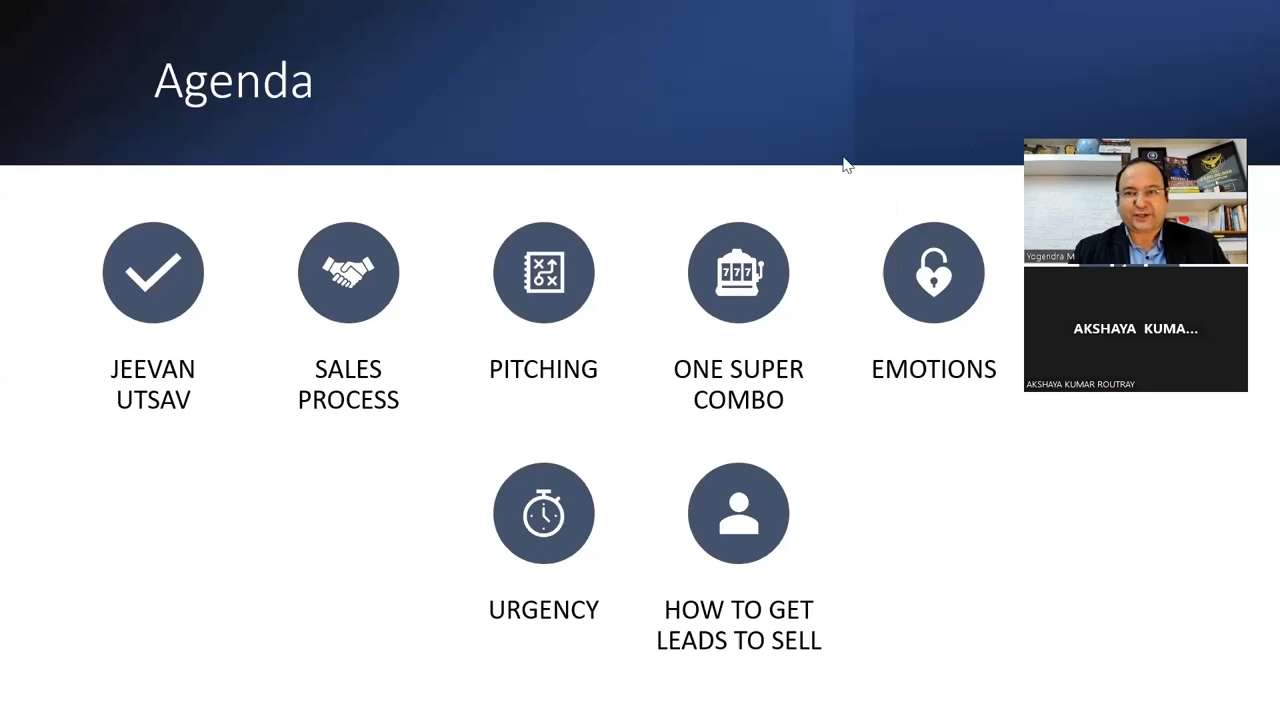 Agenda
JEEVAN
UTSAV
SALES
PROCESS
PITCHING
ONE SUPER
COMBO
EMOTIONS
URGENCY
HOW TO GET
LEADS TO SELL
777
Yogendra M
AKSHAYA KUMA...
AKSHAYA KUMAR ROUTRAY